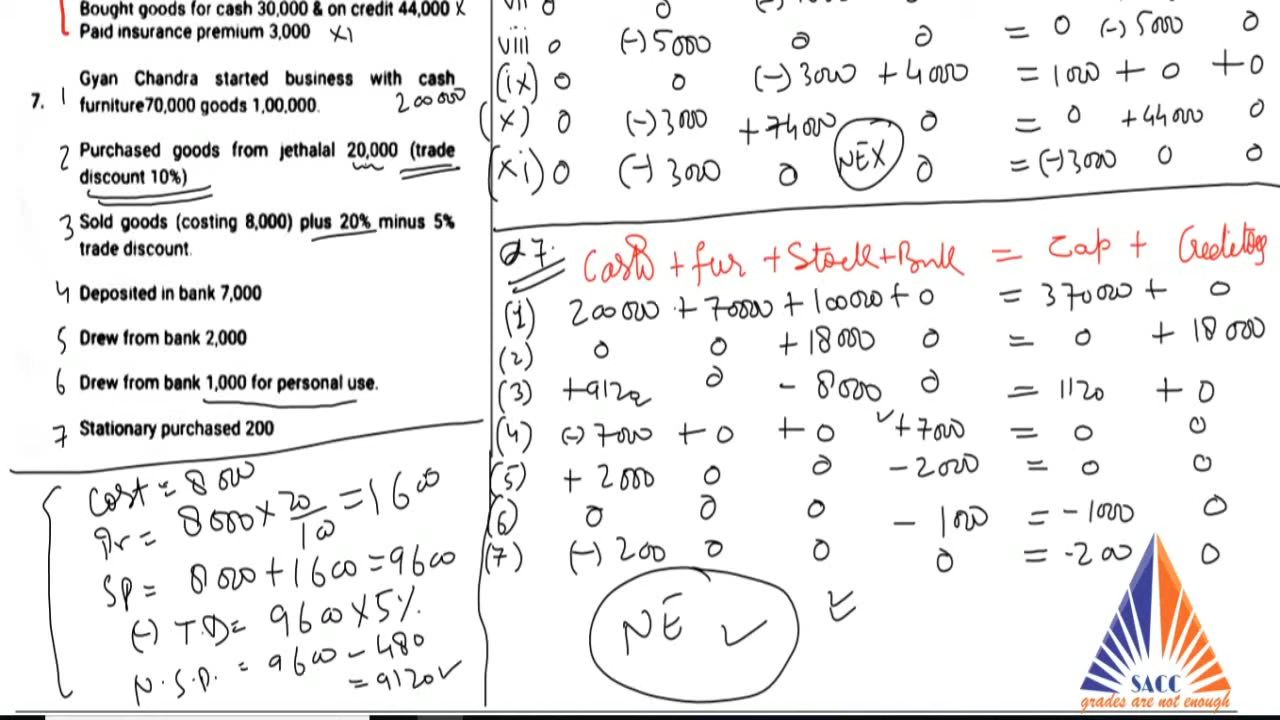 Bought goods for cash 30,000 & on credit 44,000 x
Paid insurance premium 3,000 XI
7. 1 Gyan Chandra started business with cash 200000
furniture70,000 goods 1,00,000.
2 Purchased goods from jethalal 20,000 (trade
discount 10%)
3 Sold goods (costing 8,000) plus 20% minus 5%
trade discount.
4 Deposited in bank 7,000
5 Drew from bank 2,000
6 Drew from bank 1,000 for personal use.
7 Stationary purchased 200
Cost = 8000
Pr = 8000 × 20/100 = 1600
SP = 8000 + 1600 = 9600
(-) T.D = 9600 × 5%
N.S.P. = 9600 - 480
= 9120
viii 0 (-) 5000 0 0 = 0 (-) 5000 0
(ix) 0 0 (-) 3000 + 4000 = 1000 + 0 + 0
(x) 0 (-) 3000 + 74000 0 = 0 + 44000 0
(xi) 0 (-) 3000 0 0 = (-) 3000 0 0
NEX
Q 7. Cash + fur + Stock + Bank = Cap + Creditors
(1) 200000 + 70000 + 100000 + 0 = 370000 + 0
(2) 0 0 + 18000 0 = 0 + 18000
(3) +9120 0 - 8000 0 = 1120 + 0
(4) (-) 7000 + 0 + 0 +7000 = 0 0
(5) + 2000 0 0 - 2000 = 0 0
(6) 0 0 0 - 1000 = -1000 0
(7) (-) 200 0 0 0 = -200 0
NE
SACC
grades are not enough